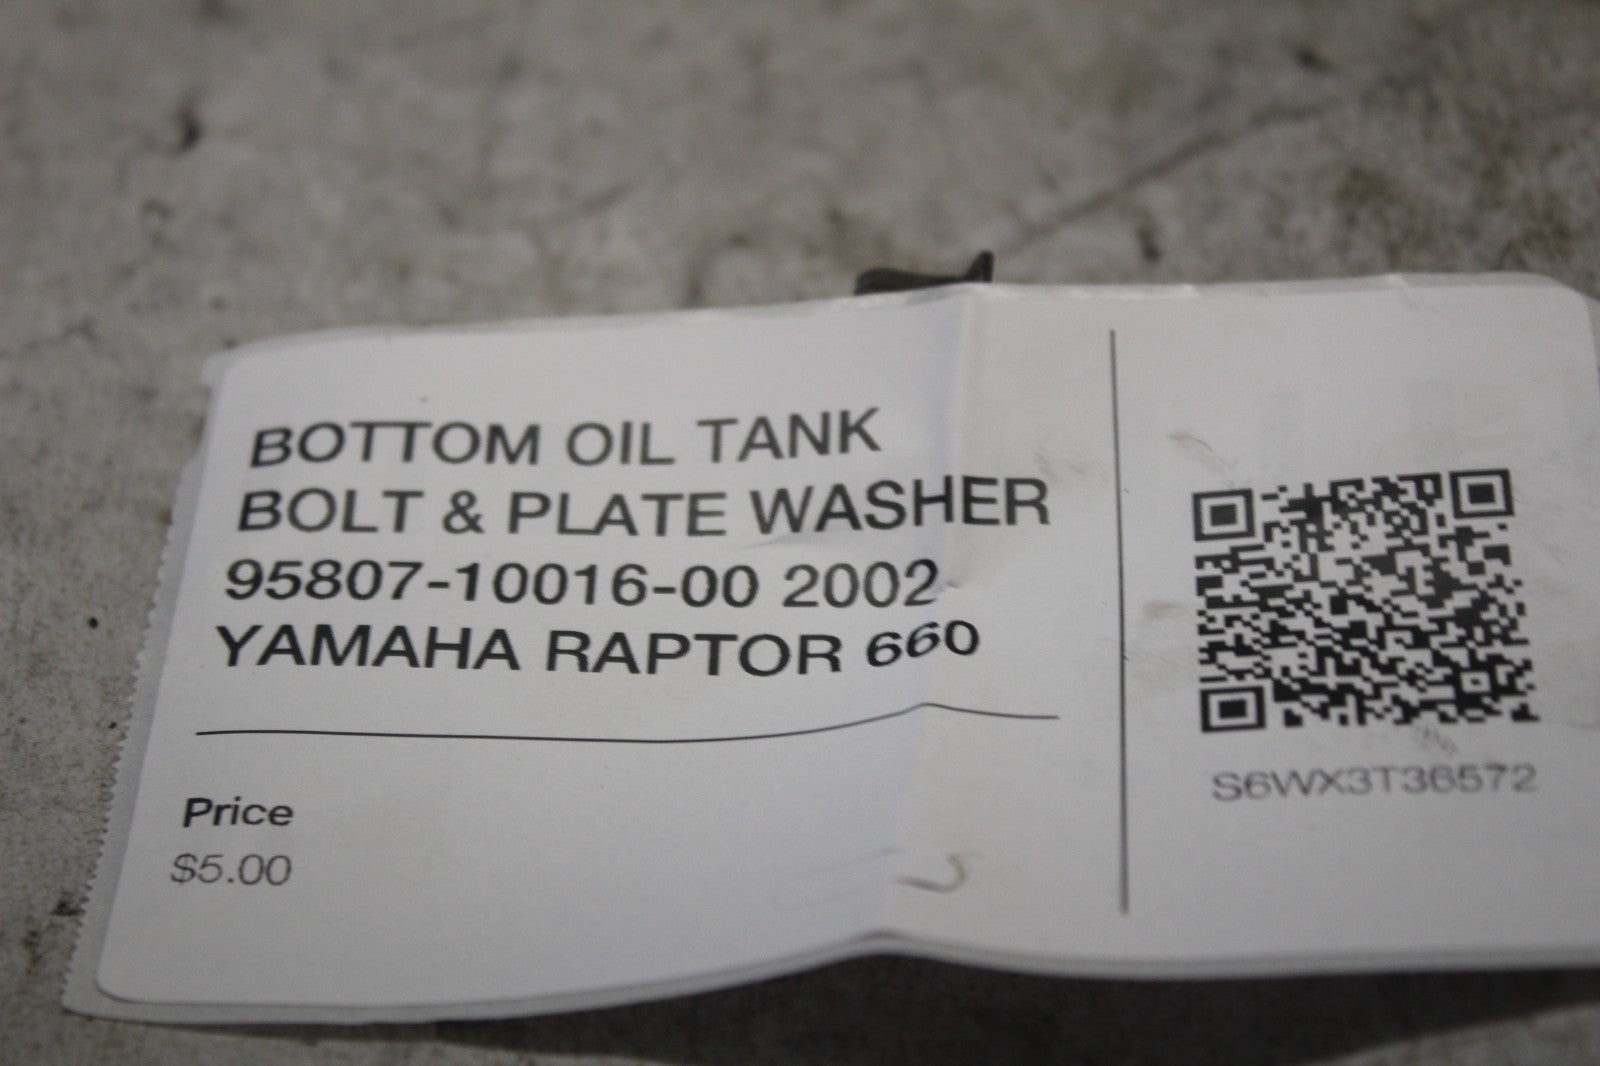 BOTTOM OIL TANK
BOLT & PLATE WASHER
95807-10016-00 2002
YAMAHA RAPTOR 660
Price
$5.00
S6WX3T36572